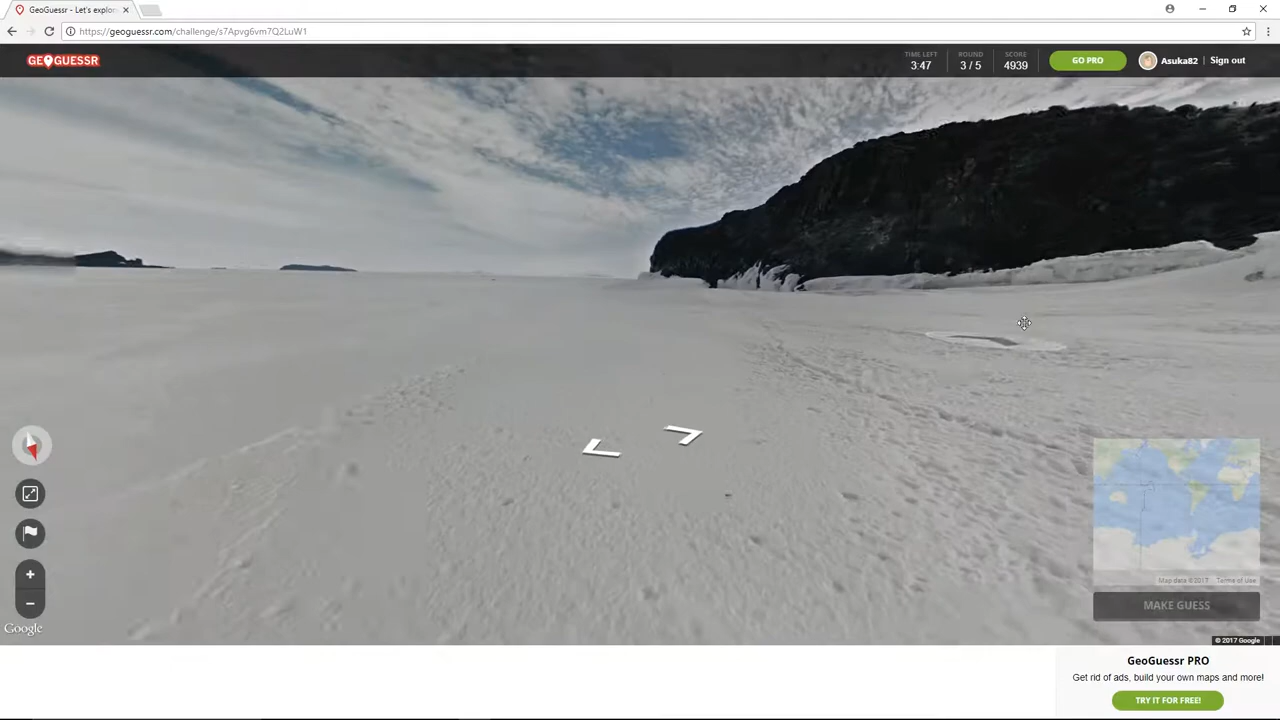 GeoGuessr - Let's explor
https://geoguessr.com/challenge/s7Apvg6vm7Q2LuW1
GEOGUESSR
TIME LEFT
3:47
ROUND
3 / 5
SCORE
4939
GO PRO
Asuka82
Sign out
Map data ©2017
Terms of Use
MAKE GUESS
Google
© 2017 Google
GeoGuessr PRO
Get rid of ads, build your own maps and more!
TRY IT FOR FREE!